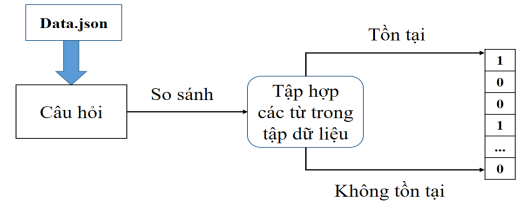 Data.json
Câu hỏi
So sánh
Tập hợp
các từ trong
tập dữ liệu
Tồn tại
Không tồn tại
1
0
0
1
...
0